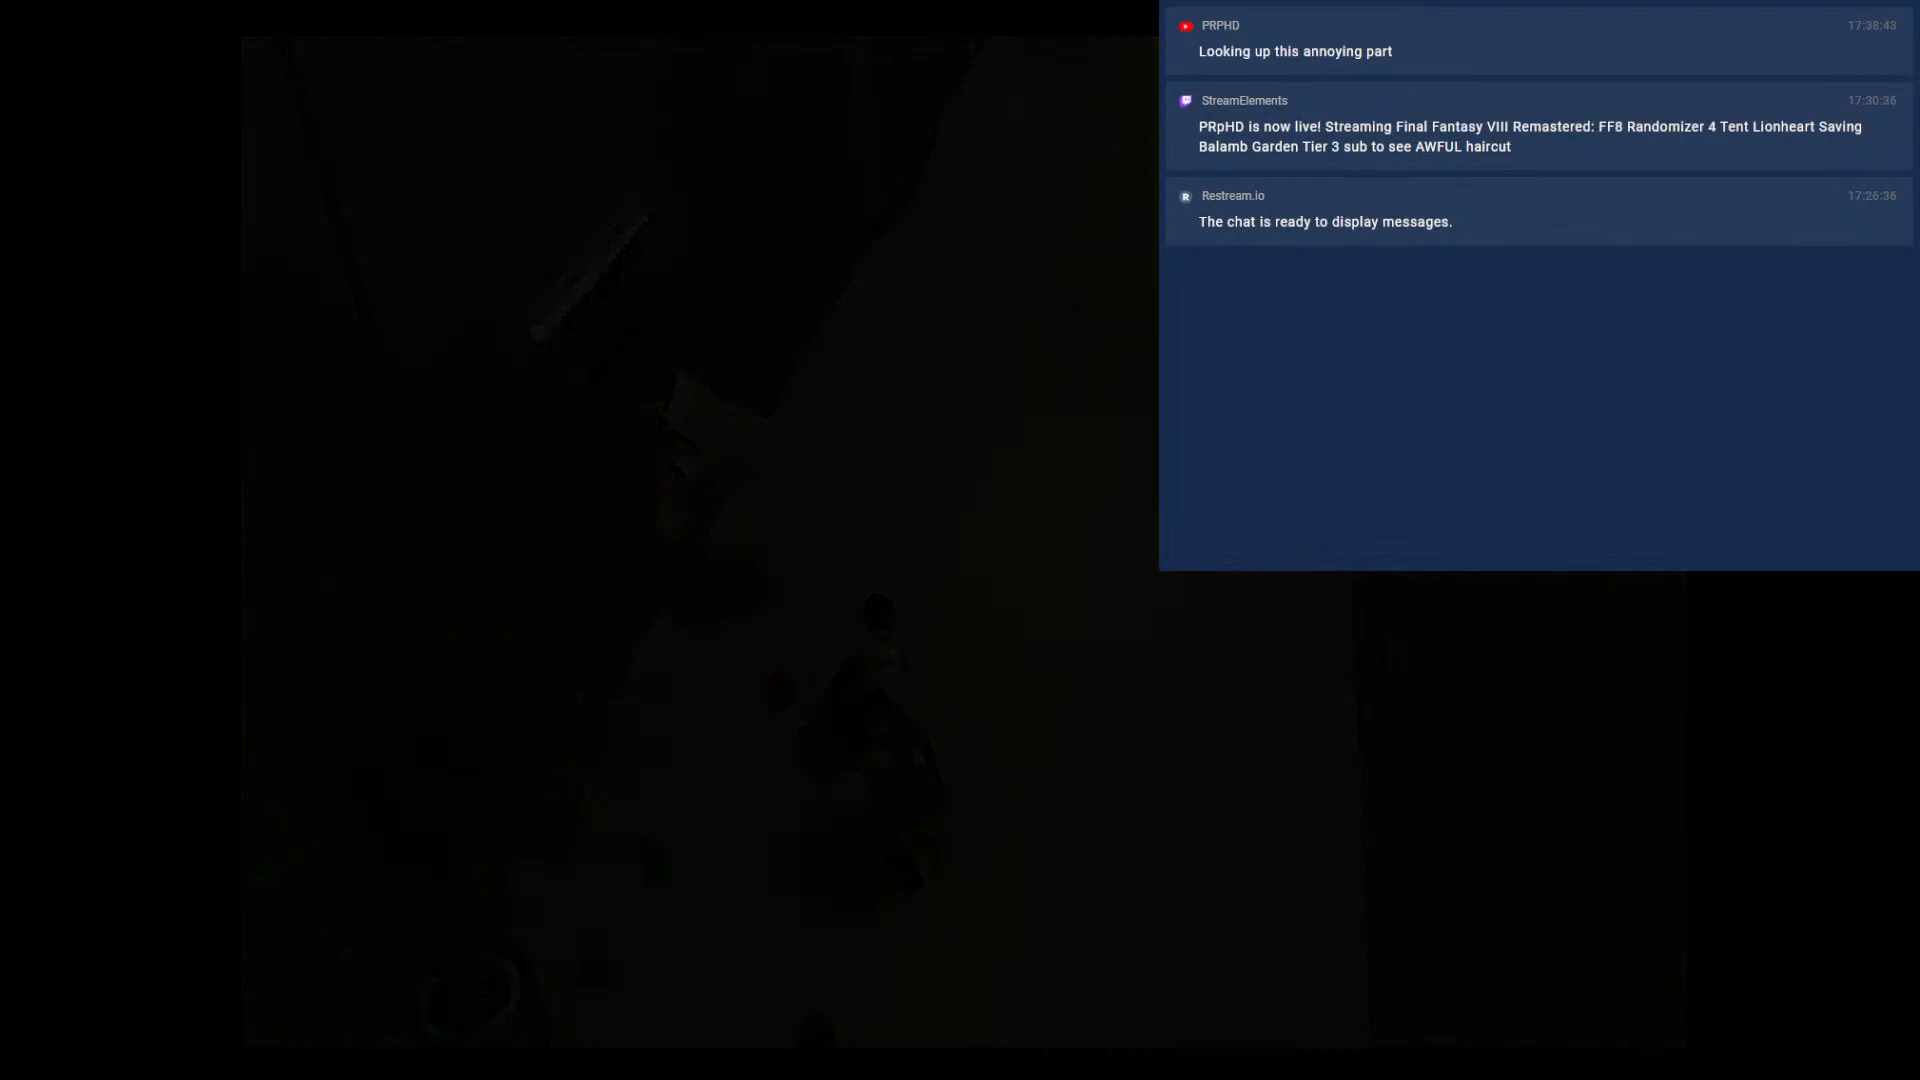 PRPHD 17:38:43
Looking up this annoying part
StreamElements 17:30:36
PRpHD is now live! Streaming Final Fantasy VIII Remastered: FF8 Randomizer 4 Tent Lionheart Saving
Balamb Garden Tier 3 sub to see AWFUL haircut
R Restream.io 17:26:36
The chat is ready to display messages.